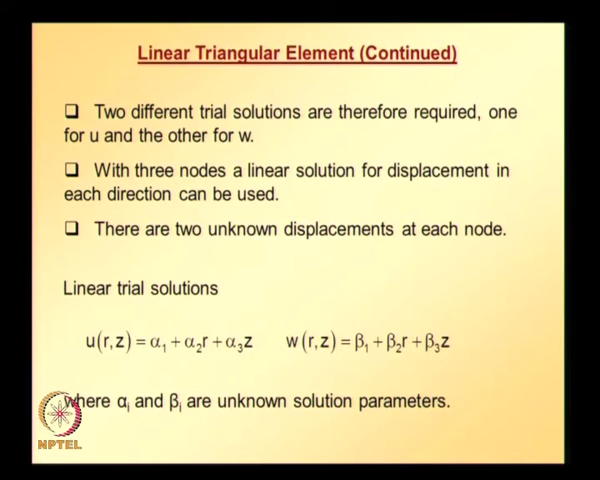 Linear Triangular Element (Continued)
❑ Two different trial solutions are therefore required, one
for u and the other for w.
❑ With three nodes a linear solution for displacement in
each direction can be used.
❑ There are two unknown displacements at each node.
Linear trial solutions
u(r,z) = α₁ + α₂r + α₃z w(r,z) = β₁ + β₂r + β₃z
where αᵢ and βᵢ are unknown solution parameters.
NPTEL